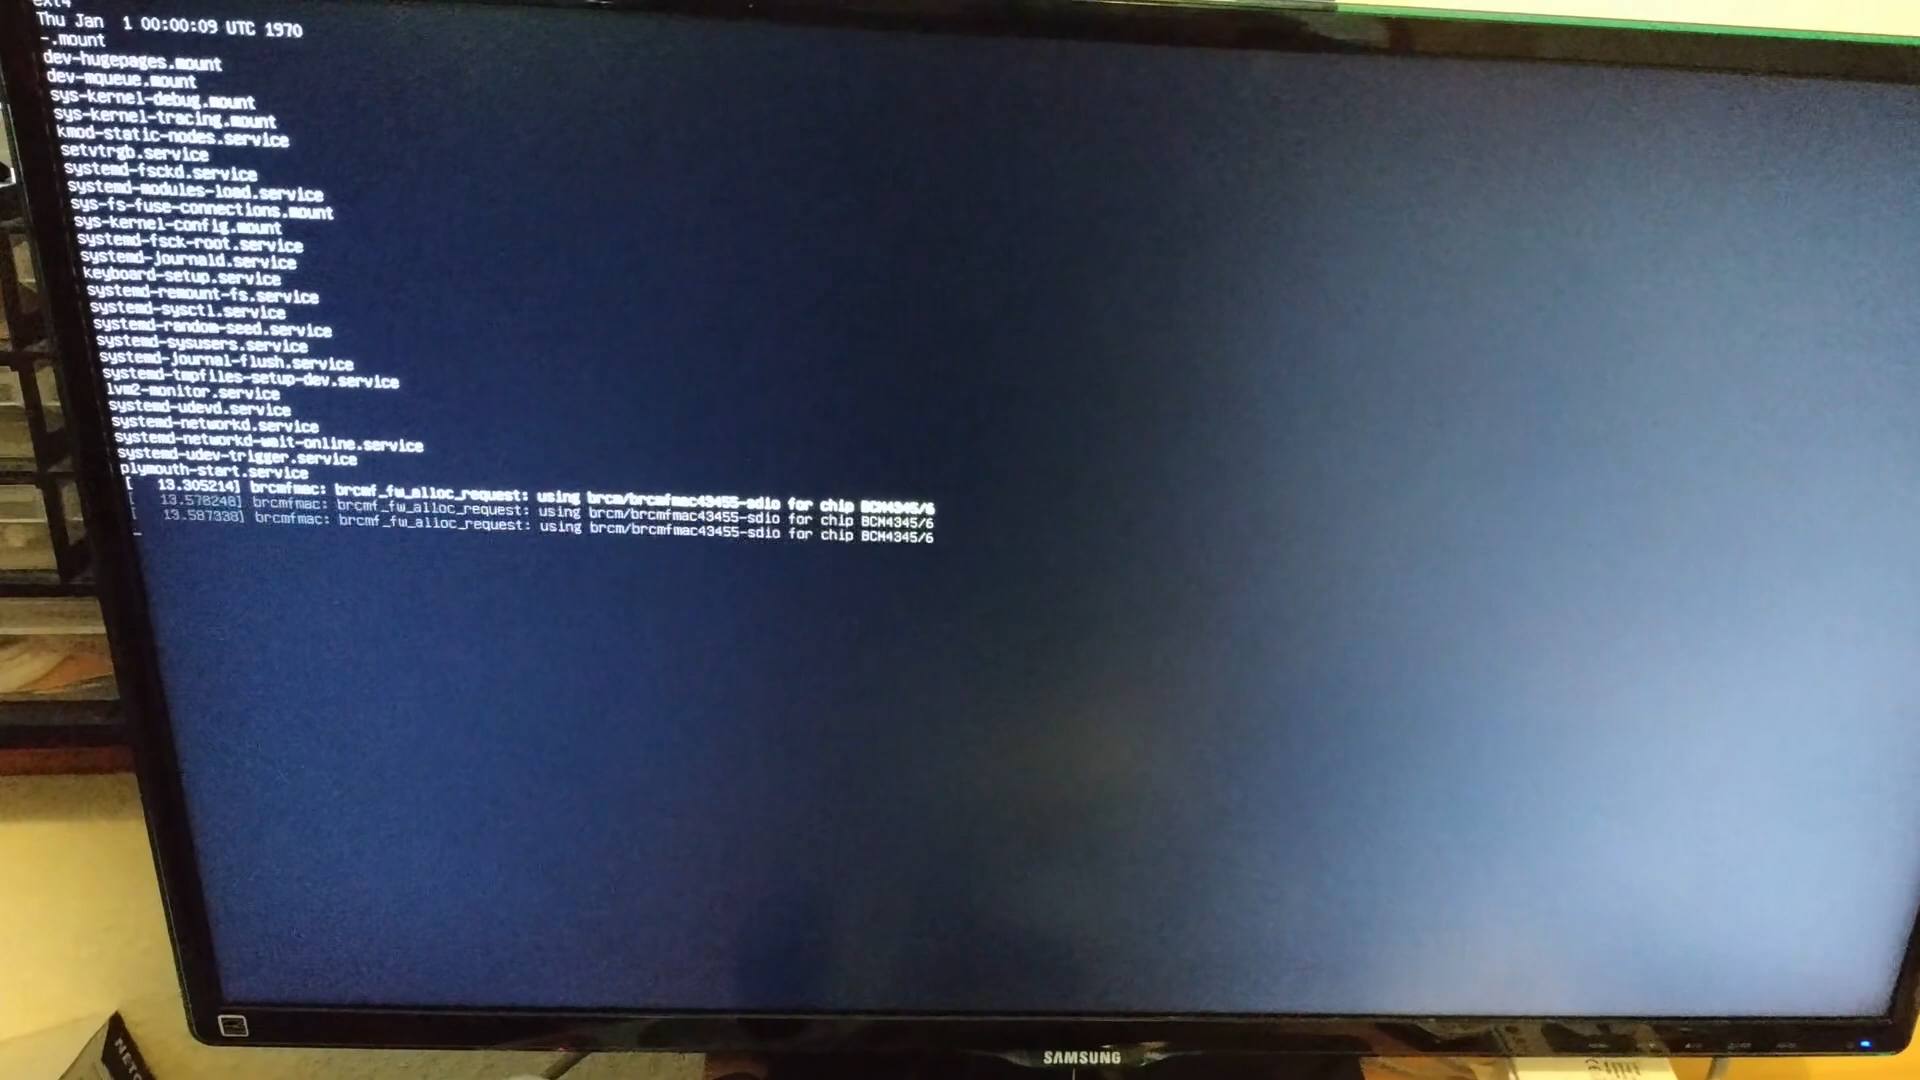 ext4
Thu Jan  1 00:00:09 UTC 1970
-.mount
dev-hugepages.mount
dev-mqueue.mount
sys-kernel-debug.mount
sys-kernel-tracing.mount
kmod-static-nodes.service
setvtrgb.service
systemd-fsckd.service
systemd-modules-load.service
sys-fs-fuse-connections.mount
sys-kernel-config.mount
systemd-fsck-root.service
systemd-journald.service
keyboard-setup.service
systemd-remount-fs.service
systemd-sysctl.service
systemd-random-seed.service
systemd-sysusers.service
systemd-journal-flush.service
systemd-tmpfiles-setup-dev.service
lvm2-monitor.service
systemd-udevd.service
systemd-networkd.service
systemd-networkd-wait-online.service
systemd-udev-trigger.service
plymouth-start.service
[   13.305214] brcmfmac: brcmf_fw_alloc_request: using brcm/brcmfmac43455-sdio for chip BCM4345/6
[   13.578248] brcmfmac: brcmf_fw_alloc_request: using brcm/brcmfmac43455-sdio for chip BCM4345/6
[   13.587338] brcmfmac: brcmf_fw_alloc_request: using brcm/brcmfmac43455-sdio for chip BCM4345/6
_
SAMSUNG